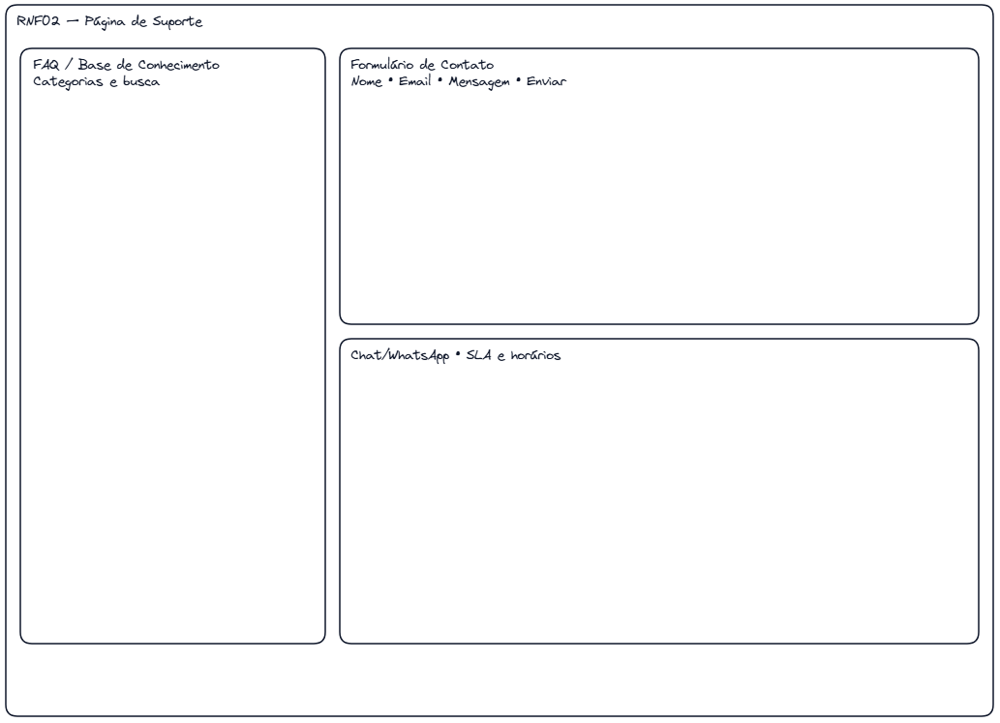 RNF02 — Página de Suporte
FAQ / Base de Conhecimento
Categorias e busca
Formulário de Contato
Nome • Email • Mensagem • Enviar
Chat/WhatsApp • SLA e horários